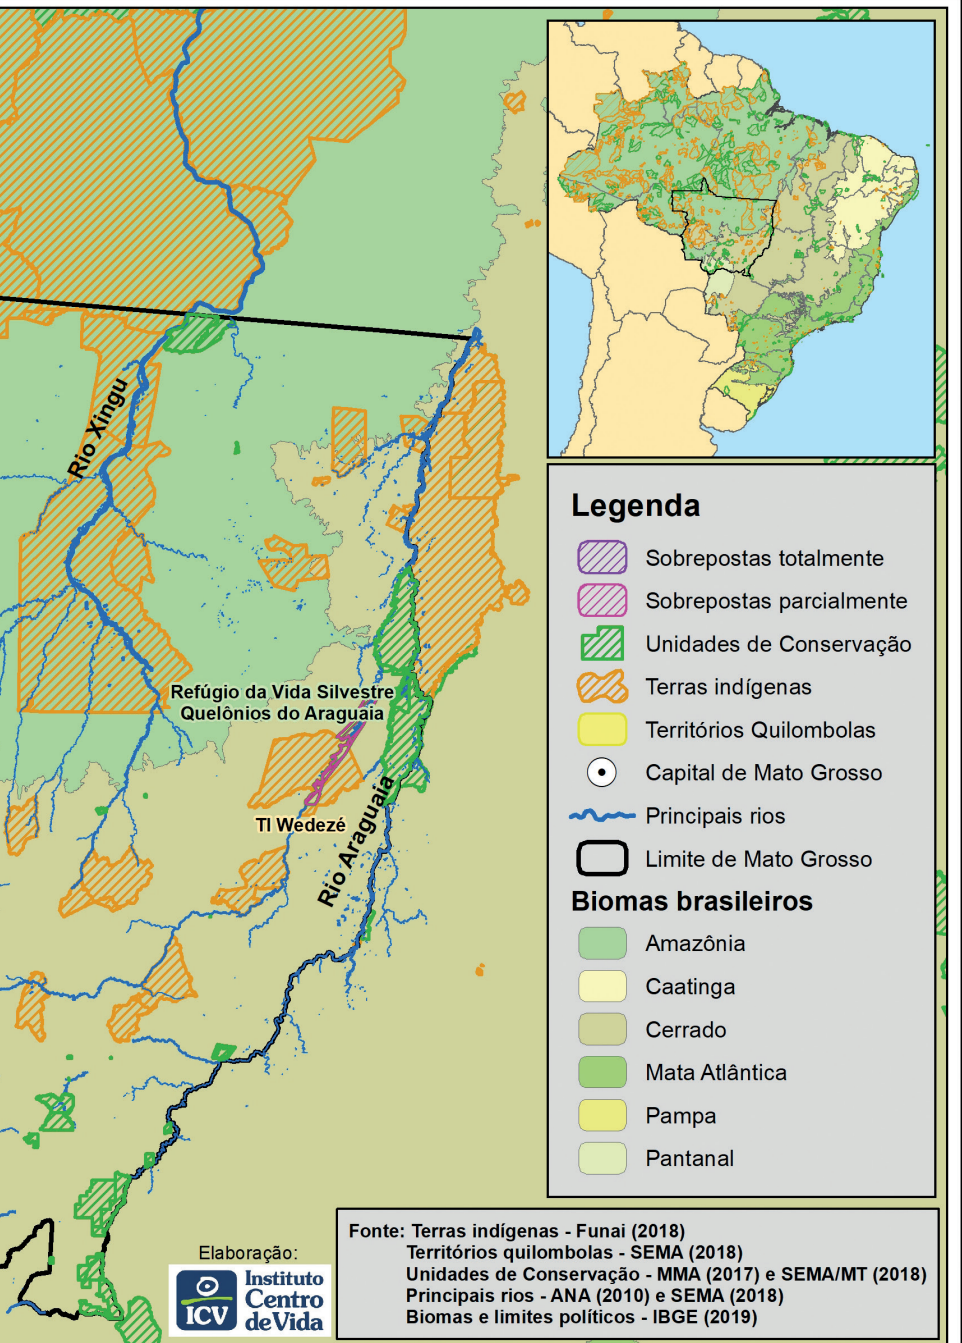 Rio Xingu
Refúgio da Vida Silvestre
Quelônios do Araguaia
TI Wedezé
Rio Araguaia
Legenda
Sobrepostas totalmente
Sobrepostas parcialmente
Unidades de Conservação
Terras indígenas
Territórios Quilombolas
Capital de Mato Grosso
Principais rios
Limite de Mato Grosso
Biomas brasileiros
Amazônia
Caatinga
Cerrado
Mata Atlântica
Pampa
Pantanal
Elaboração:
ICV
Instituto
Centro
de Vida
Fonte: Terras indígenas - Funai (2018)
Territórios quilombolas - SEMA (2018)
Unidades de Conservação - MMA (2017) e SEMA/MT (2018)
Principais rios - ANA (2010) e SEMA (2018)
Biomas e limites políticos - IBGE (2019)